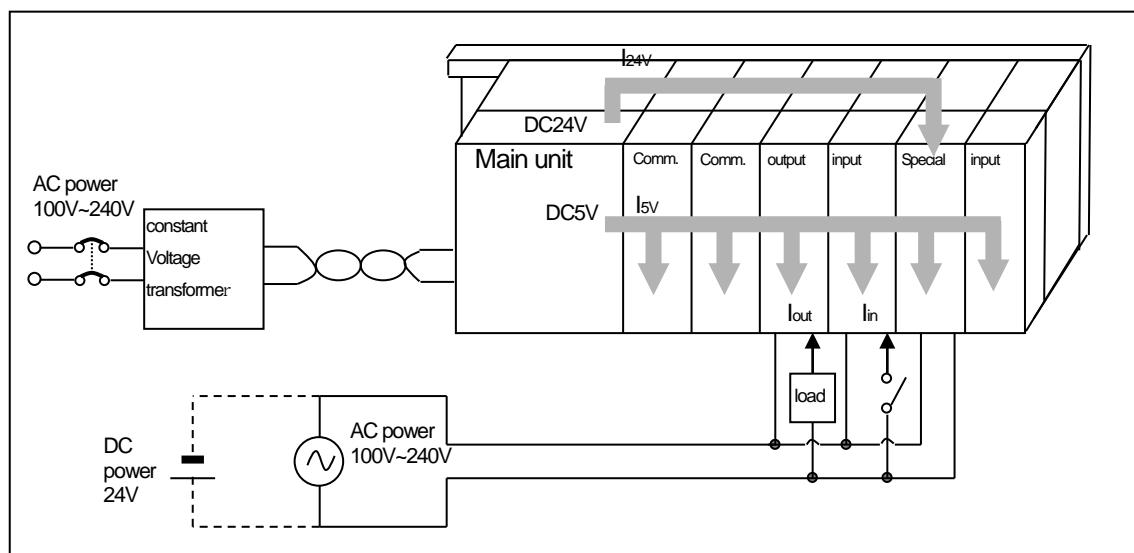 I24V
DC24V
Main unit
Comm.
Comm.
output
input
Special
input
AC power
100V~240V
DC5V
I5V
constant
Voltage
transformer
Iout
Iin
load
AC power
100V~240V
DC
power
24V